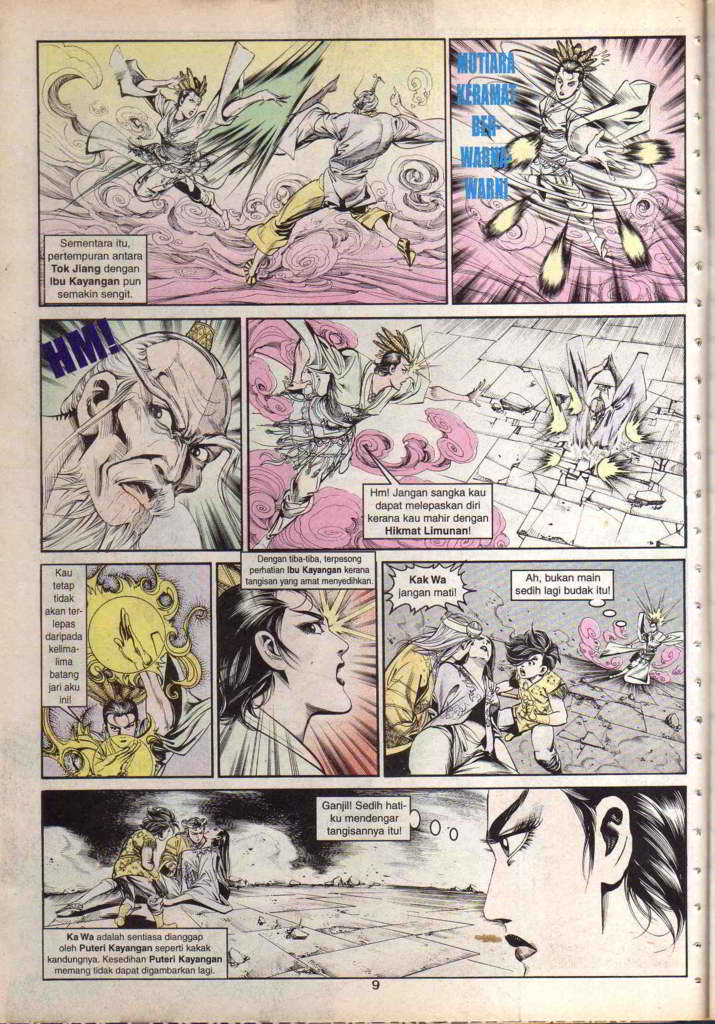 Sementara itu,
pertempuran antara
Tok Jiang dengan
Ibu Kayangan pun
semakin sengit.
MUTIARA
KERAMAT
BER-
WARNA-
WARNI
HM!
Hm! Jangan sangka kau
dapat melepaskan diri
kerana kau mahir dengan
Hikmat Limunan!
Kau
tetap
tidak
akan ter-
lepas
daripada
kelima-
lima
batang
jari aku
ini!
Dengan tiba-tiba, terpesong
perhatian Ibu Kayangan kerana
tangisan yang amat menyedihkan.
Kak Wa
jangan mati!
Ah, bukan main
sedih lagi budak itu!
Ganjil! Sedih hati-
ku mendengar
tangisannya itu!
Ka Wa adalah sentiasa dianggap
oleh Puteri Kayangan seperti kakak
kandungnya. Kesedihan Puteri Kayangan
memang tidak dapat digambarkan lagi.
9